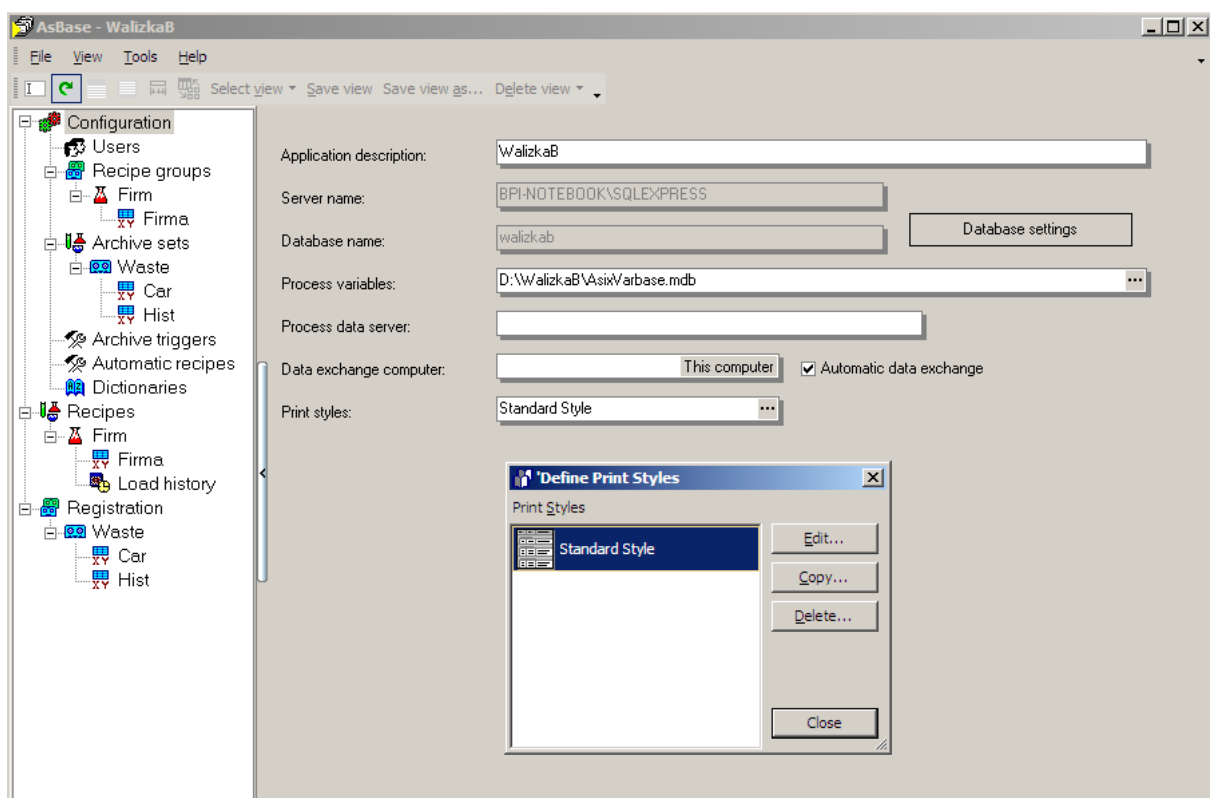 AsBase - WalizkaB
File View Tools Help
Select view Save view Save view as... Delete view
Configuration
Users
Recipe groups
Firm
Firma
Archive sets
Waste
Car
Hist
Archive triggers
Automatic recipes
Dictionaries
Recipes
Firm
Firma
Load history
Registration
Waste
Car
Hist
Application description: WalizkaB
Server name: BPI-NOTEBOOK\SQLEXPRESS
Database name: walizkab
Database settings
Process variables: D:\WalizkaB\AsixVarbase.mdb ...
Process data server:
Data exchange computer: This computer Automatic data exchange
Print styles: Standard Style ...
'Define Print Styles
Print Styles
Standard Style
Edit...
Copy...
Delete...
Close